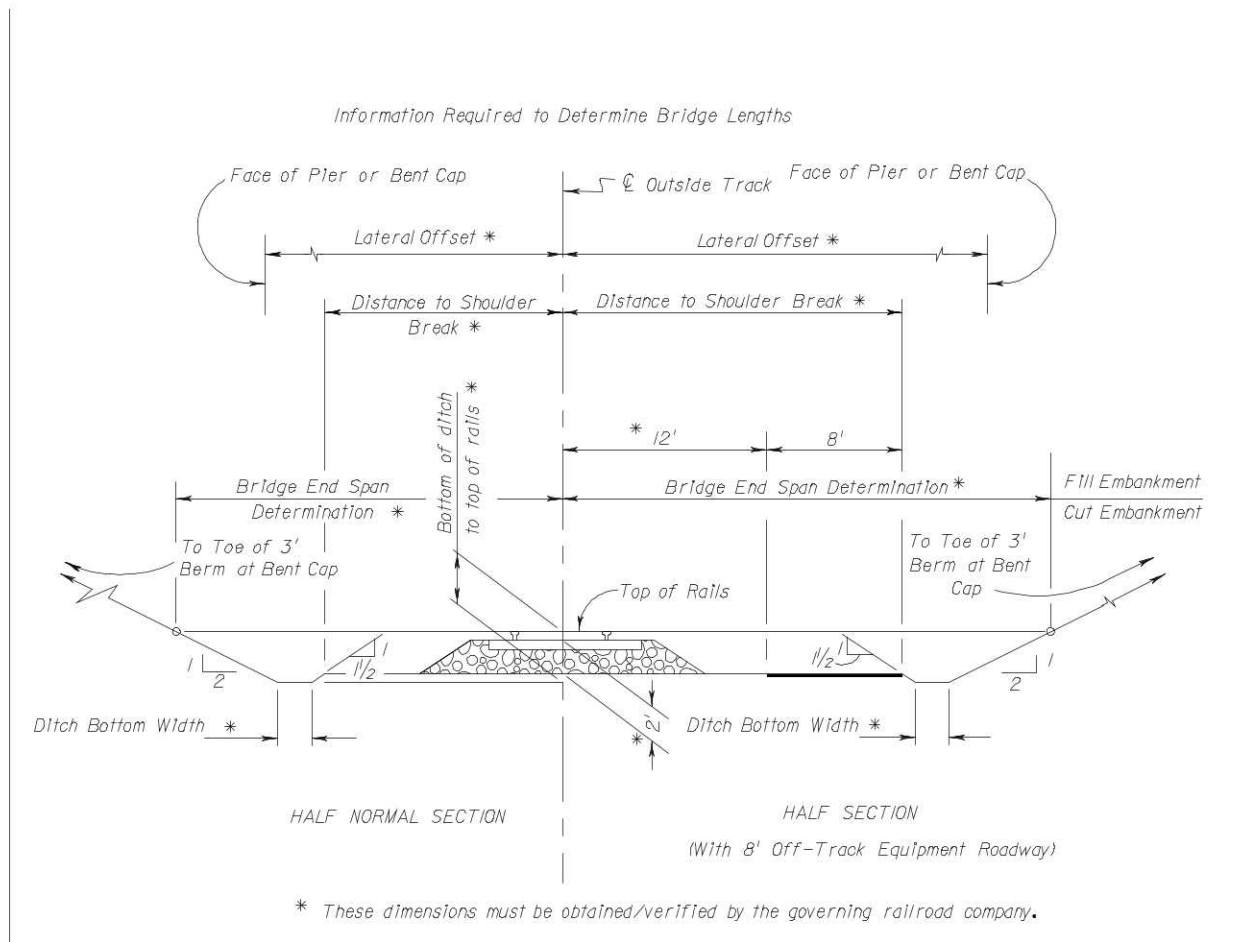 Information Required to Determine Bridge Lengths
Face of Pier or Bent Cap
℄ Outside Track
Face of Pier or Bent Cap
Lateral Offset *
Lateral Offset *
Distance to Shoulder
Break *
Distance to Shoulder Break *
Bottom of ditch
to top of rails *
* 12'
8'
Bridge End Span
Determination *
Bridge End Span Determination *
Fill Embankment
Cut Embankment
To Toe of 3'
Berm at Bent Cap
To Toe of 3'
Berm at Bent
Cap
Top of Rails
1
2
1
1½
1
1½
1
2
Ditch Bottom Width *
* 2'
Ditch Bottom Width *
HALF NORMAL SECTION
HALF SECTION
(With 8' Off-Track Equipment Roadway)
* These dimensions must be obtained/verified by the governing railroad company.